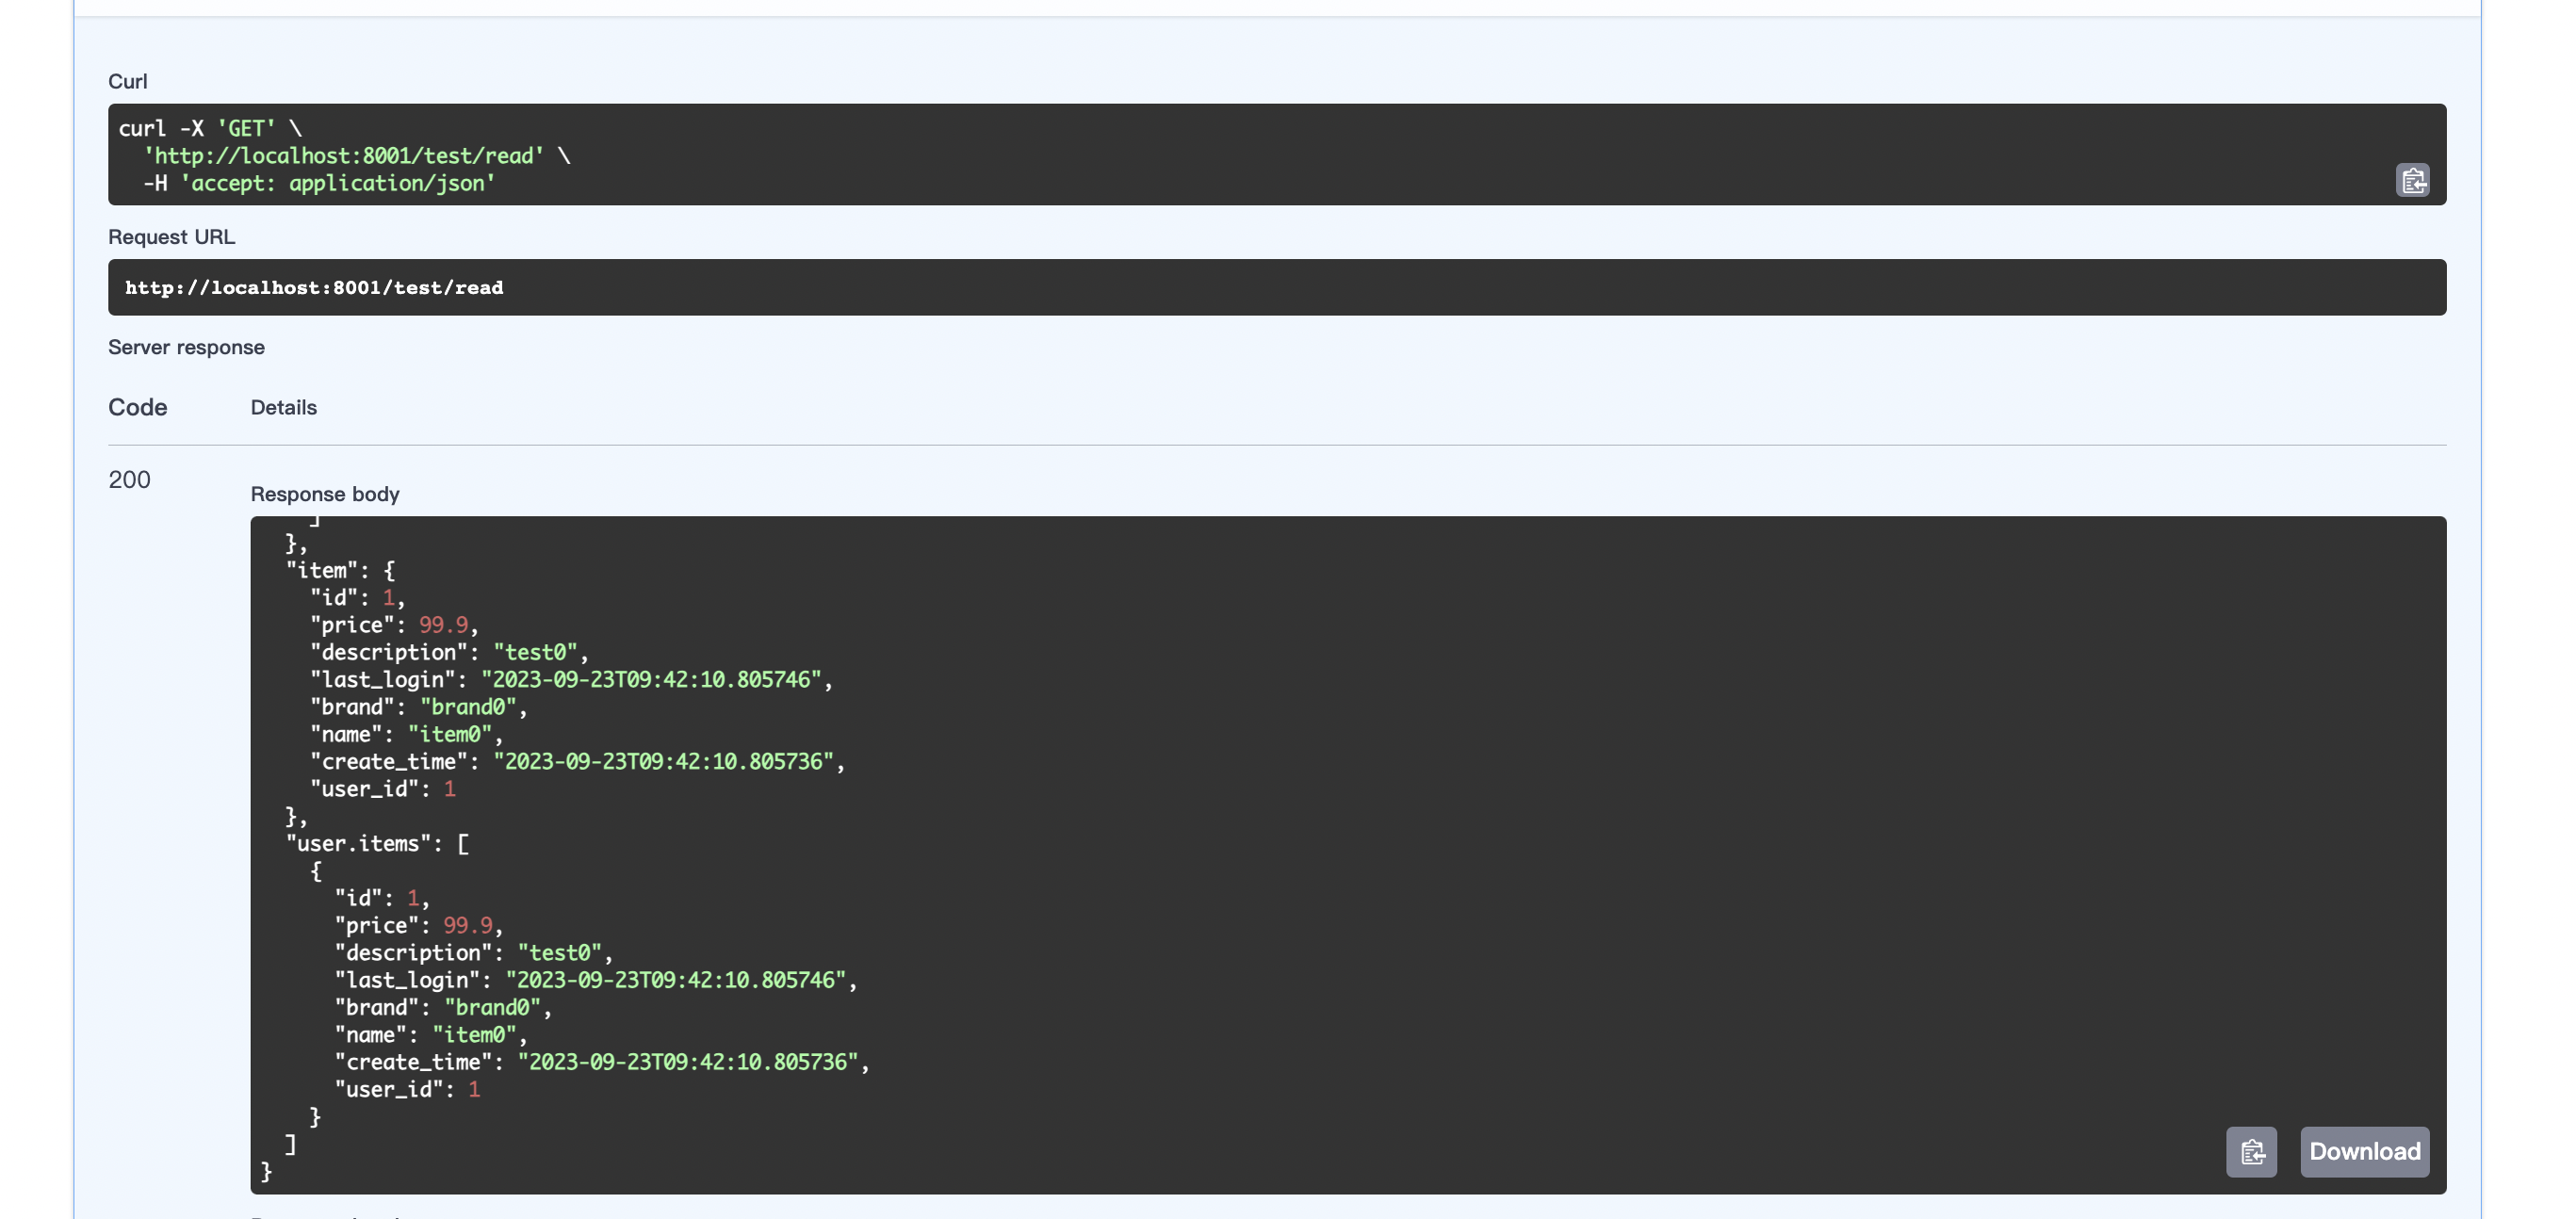 Curl
curl -X 'GET' \
  'http://localhost:8001/test/read' \
  -H 'accept: application/json'
Request URL
http://localhost:8001/test/read
Server response
Code Details
200
Response body
    ]
  },
  "item": {
    "id": 1,
    "price": 99.9,
    "description": "test0",
    "last_login": "2023-09-23T09:42:10.805746",
    "brand": "brand0",
    "name": "item0",
    "create_time": "2023-09-23T09:42:10.805736",
    "user_id": 1
  },
  "user.items": [
    {
      "id": 1,
      "price": 99.9,
      "description": "test0",
      "last_login": "2023-09-23T09:42:10.805746",
      "brand": "brand0",
      "name": "item0",
      "create_time": "2023-09-23T09:42:10.805736",
      "user_id": 1
    }
  ]
}
Download